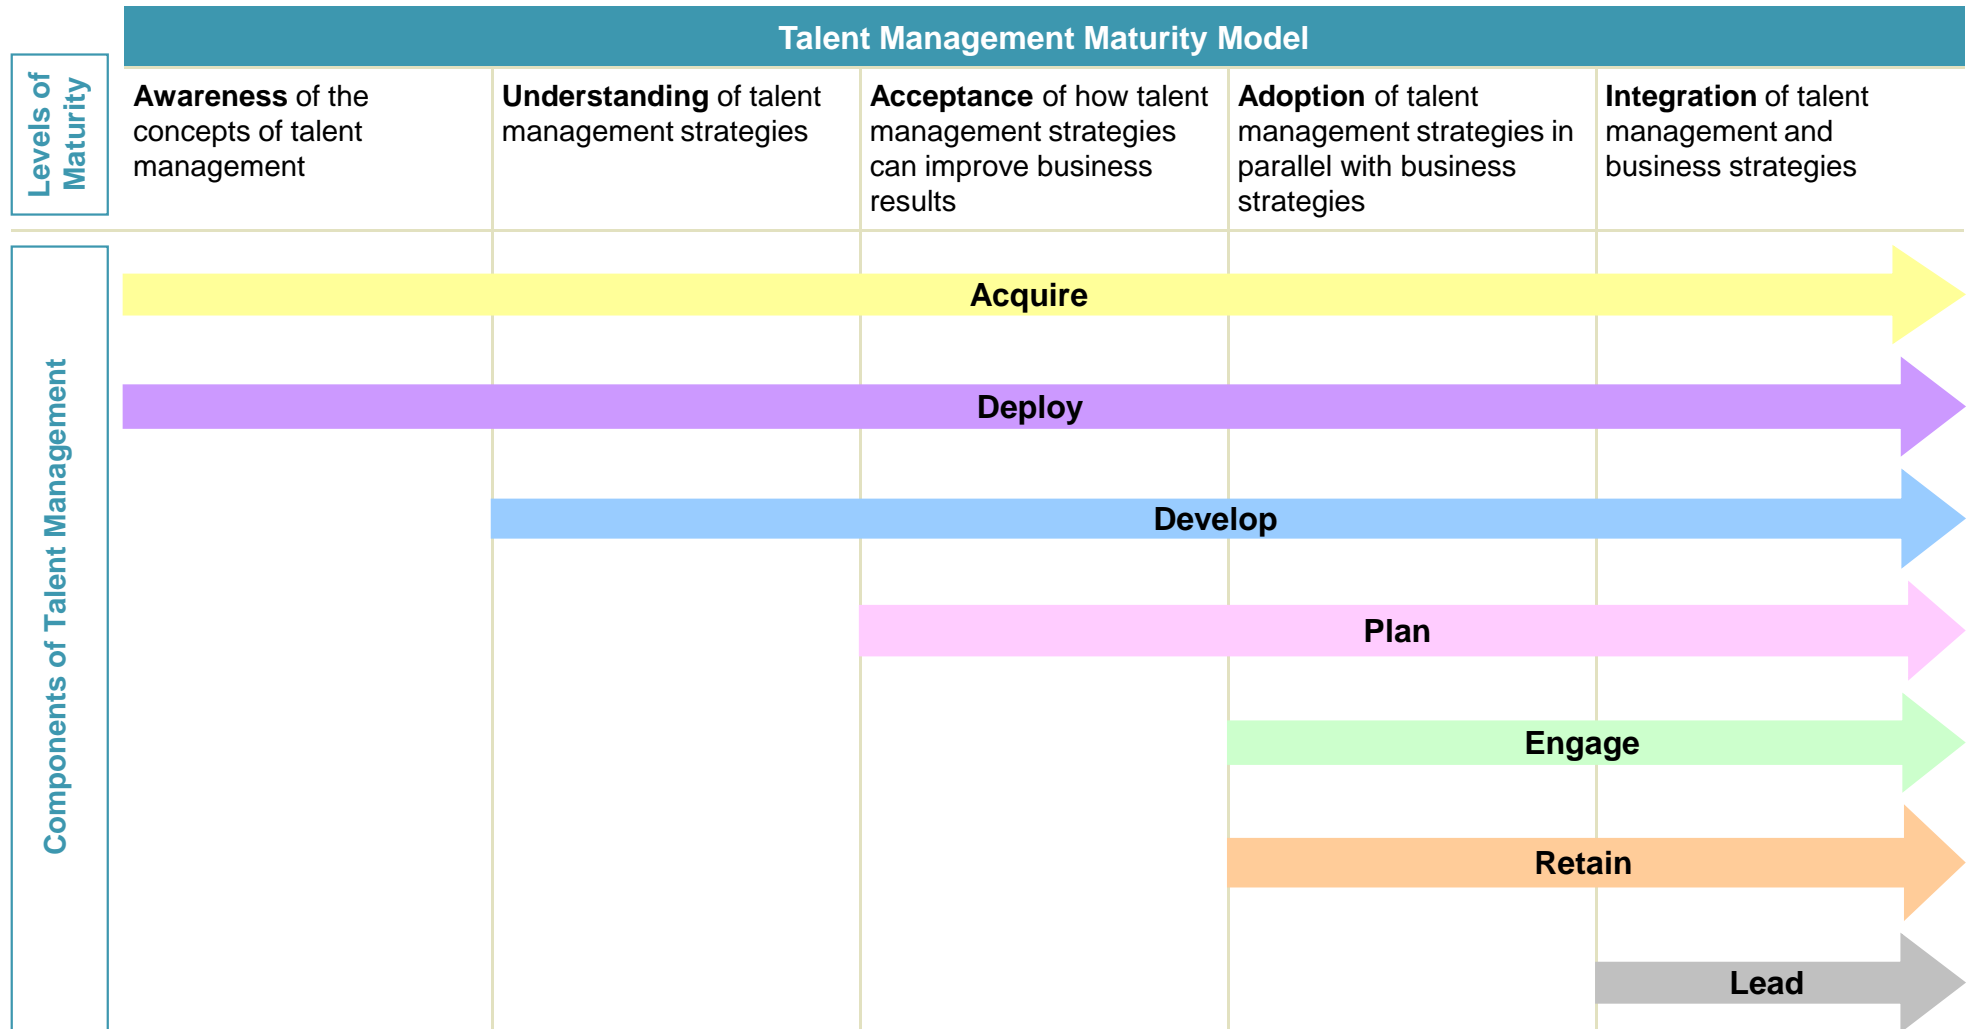 Talent Management Maturity Model
Levels of
Maturity
Awareness of the
concepts of talent
management
Understanding of talent
management strategies
Acceptance of how talent
management strategies
can improve business
results
Adoption of talent
management strategies in
parallel with business
strategies
Integration of talent
management and
business strategies
Components of Talent Management
Acquire
Deploy
Develop
Plan
Engage
Retain
Lead